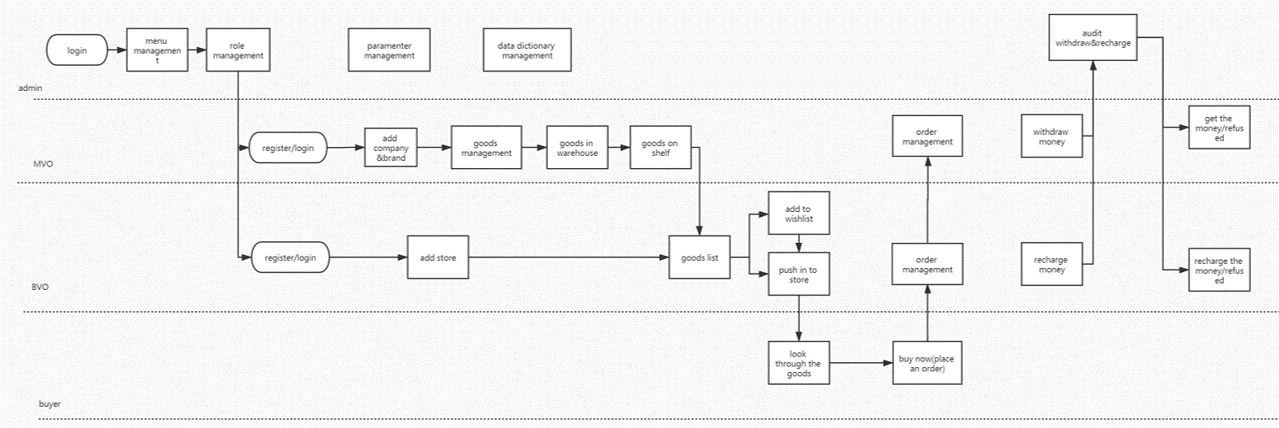 login
menu
managemen
t
role
management
paramenter
management
data dictionary
management
audit
withdraw&recharge
admin
register/login
add
company
&brand
goods
management
goods in
warehouse
goods on
shelf
order
management
withdraw
money
get the
money/refus
ed
MVO
register/login
add store
goods list
add to
wishlist
push in to
store
order
management
recharge
money
recharge the
money/refus
ed
BVO
look
through the
goods
buy now(place
an order)
buyer